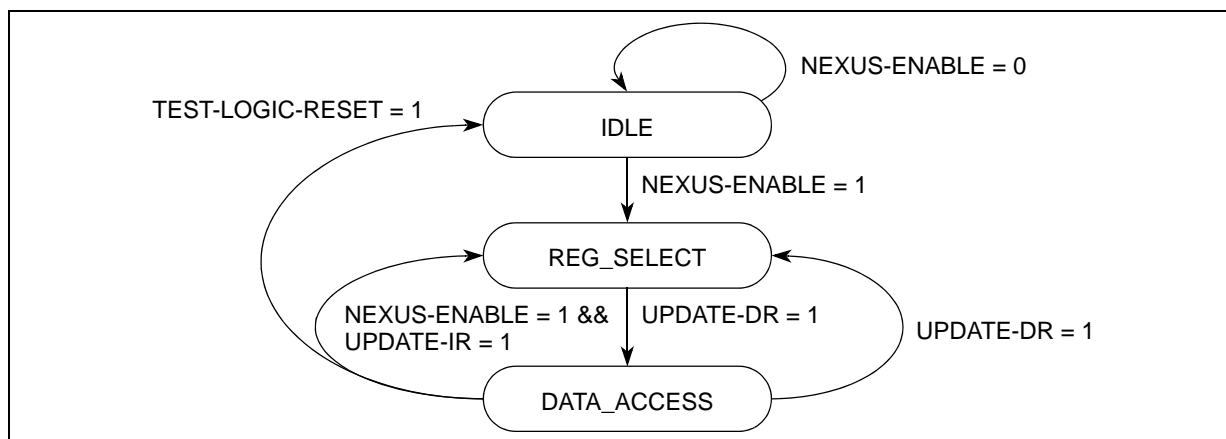 NEXUS-ENABLE = 0
TEST-LOGIC-RESET = 1
IDLE
NEXUS-ENABLE = 1
REG_SELECT
NEXUS-ENABLE = 1 &&
UPDATE-IR = 1
UPDATE-DR = 1
UPDATE-DR = 1
DATA_ACCESS